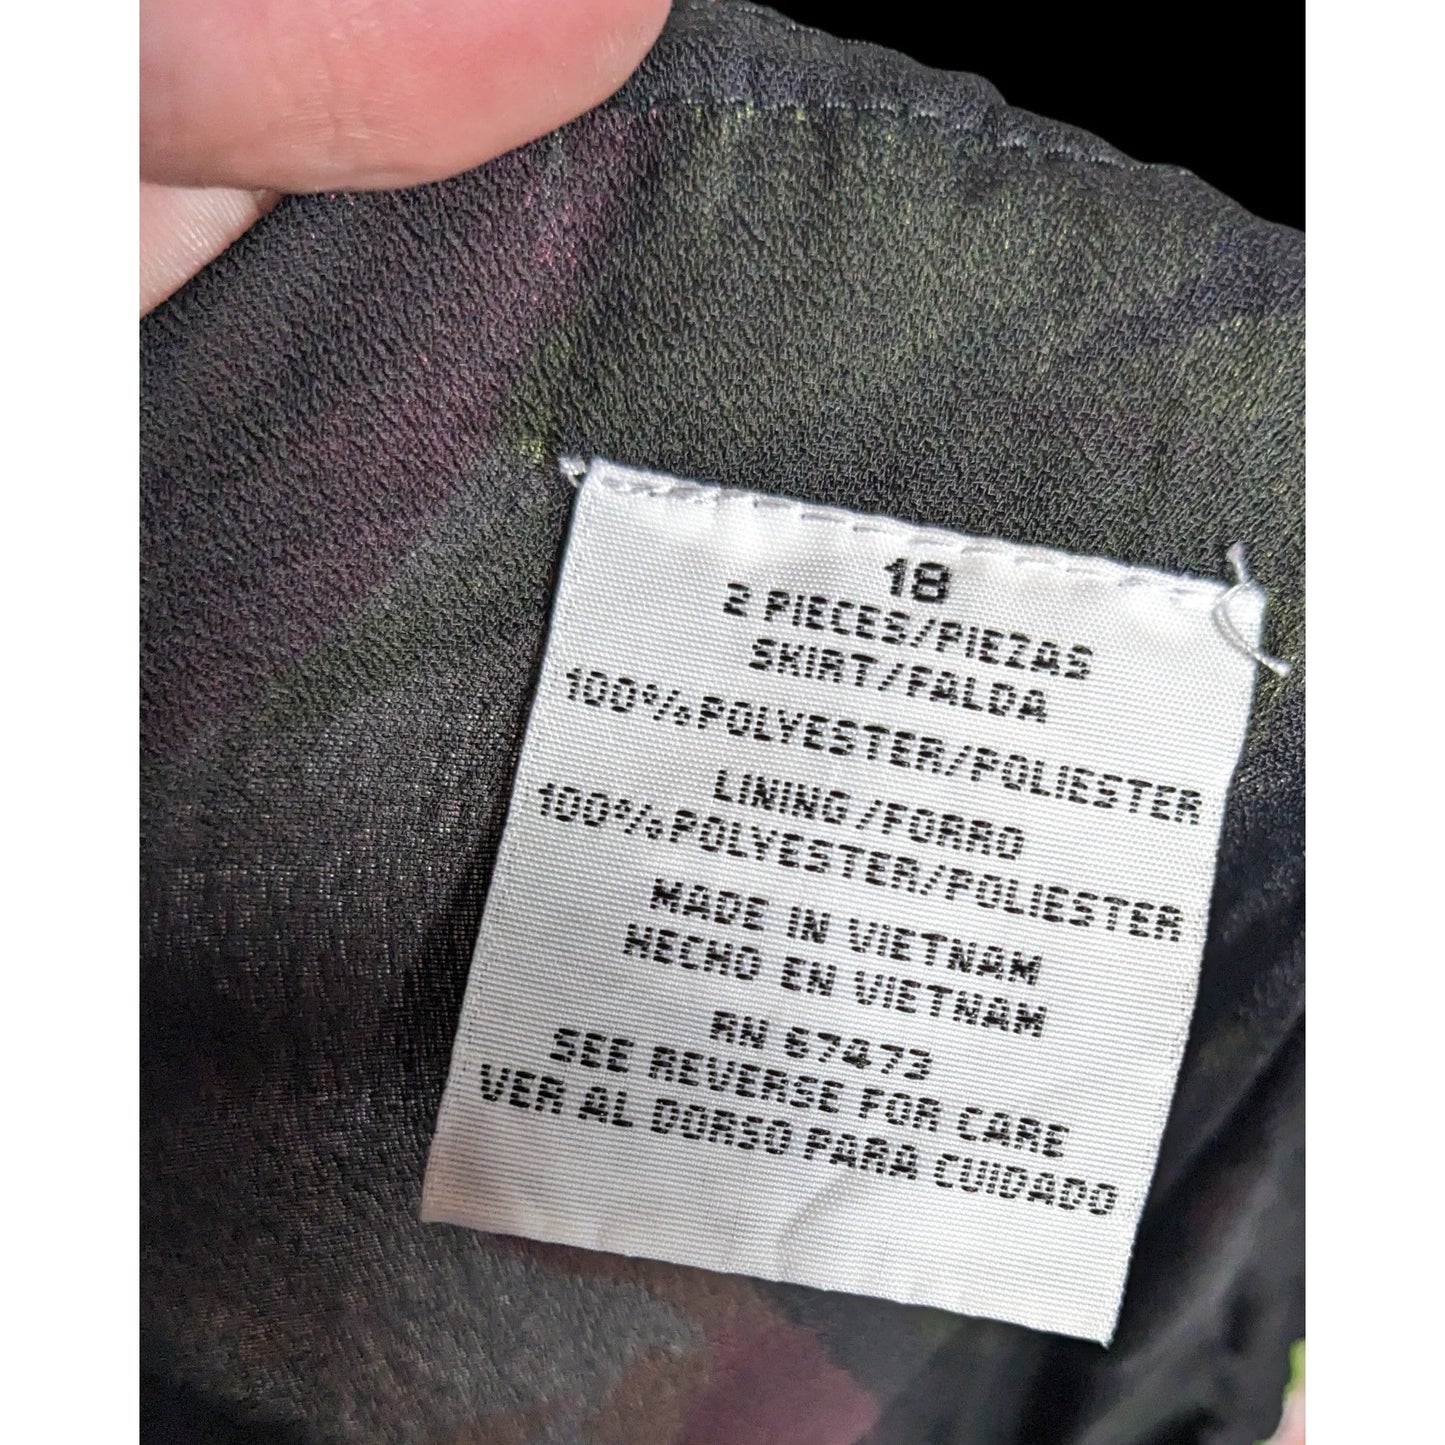 18
2 PIECES/PIEZAS
SKIRT/FALDA
100%POLYESTER/POLIESTER
LINING/FORRO
100%POLYESTER/POLIESTER
MADE IN VIETNAM
HECHO EN VIETNAM
RN 67473
SEE REVERSE FOR CARE
VER AL DORSO PARA CUIDADO